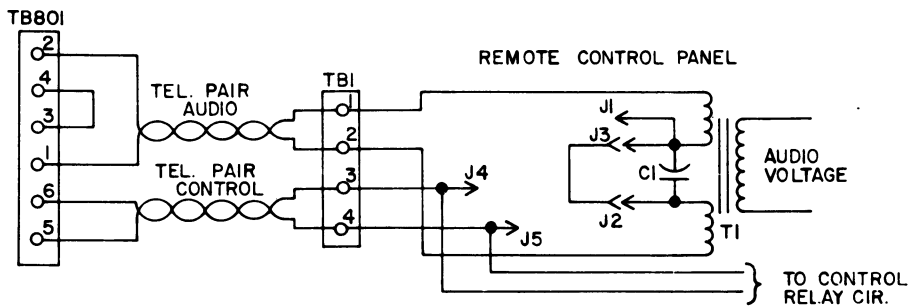 TB801
2
4
3
1
6
5
TEL. PAIR
AUDIO
TEL. PAIR
CONTROL
TB1
1
2
3
4
REMOTE CONTROL PANEL
J1
J3
C1
J2
J4
J5
T1
AUDIO
VOLTAGE
TO CONTROL
RELAY CIR.